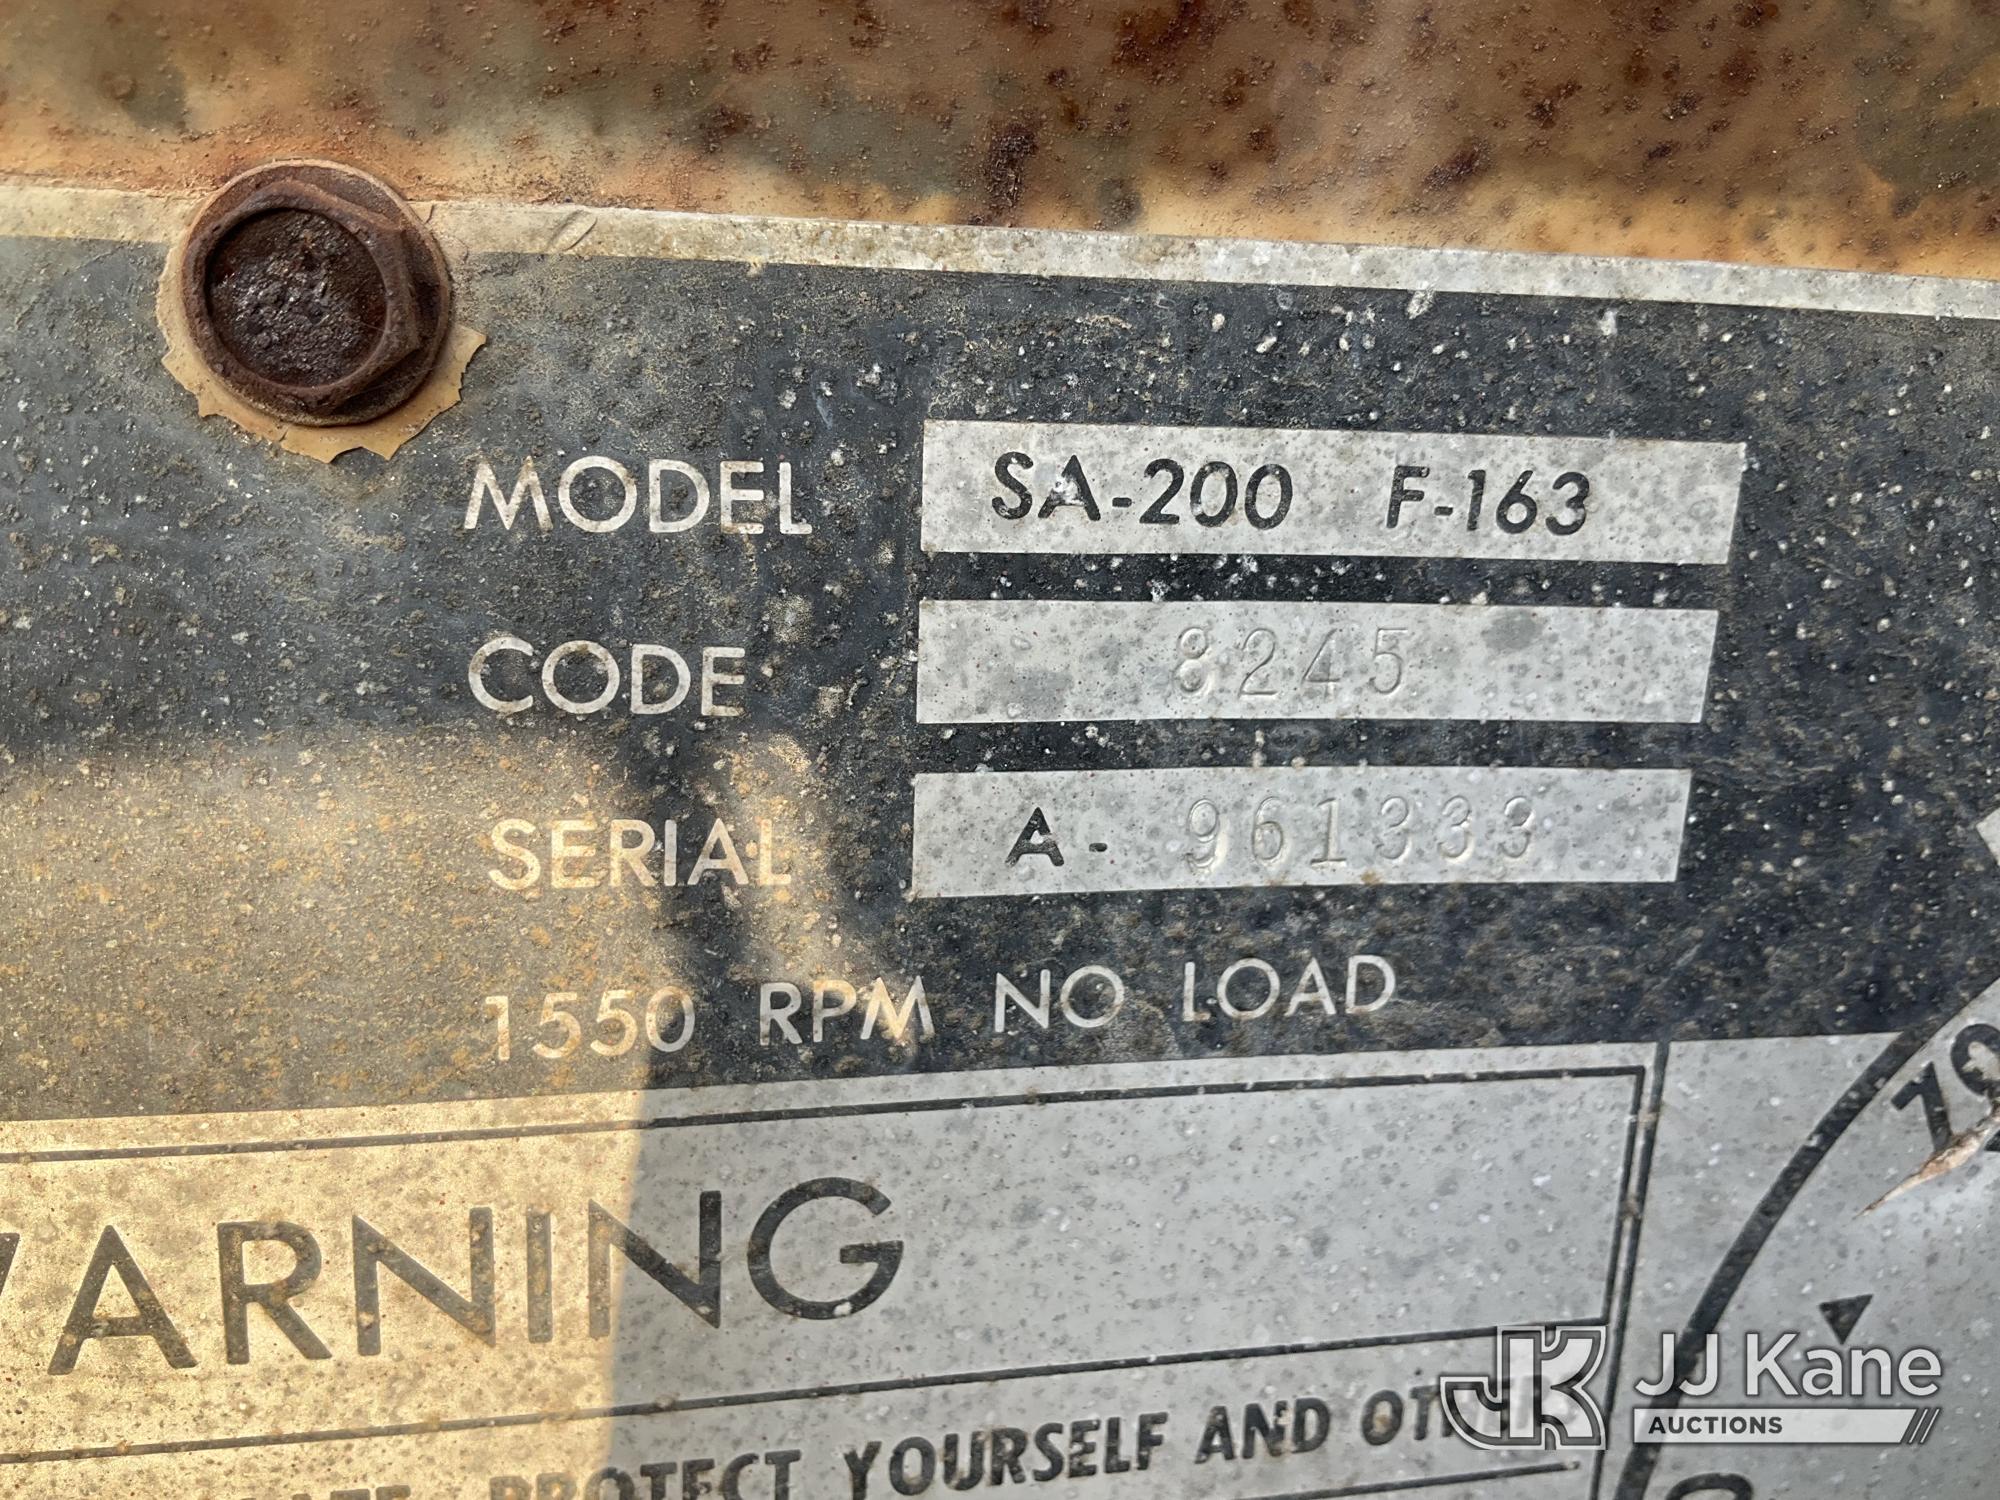 MODEL SA-200 F-163
CODE 8245
SERIAL A- 961333
1550 RPM NO LOAD
WARNING
PROTECT YOURSELF AND OTHERS
JJ Kane
AUCTIONS